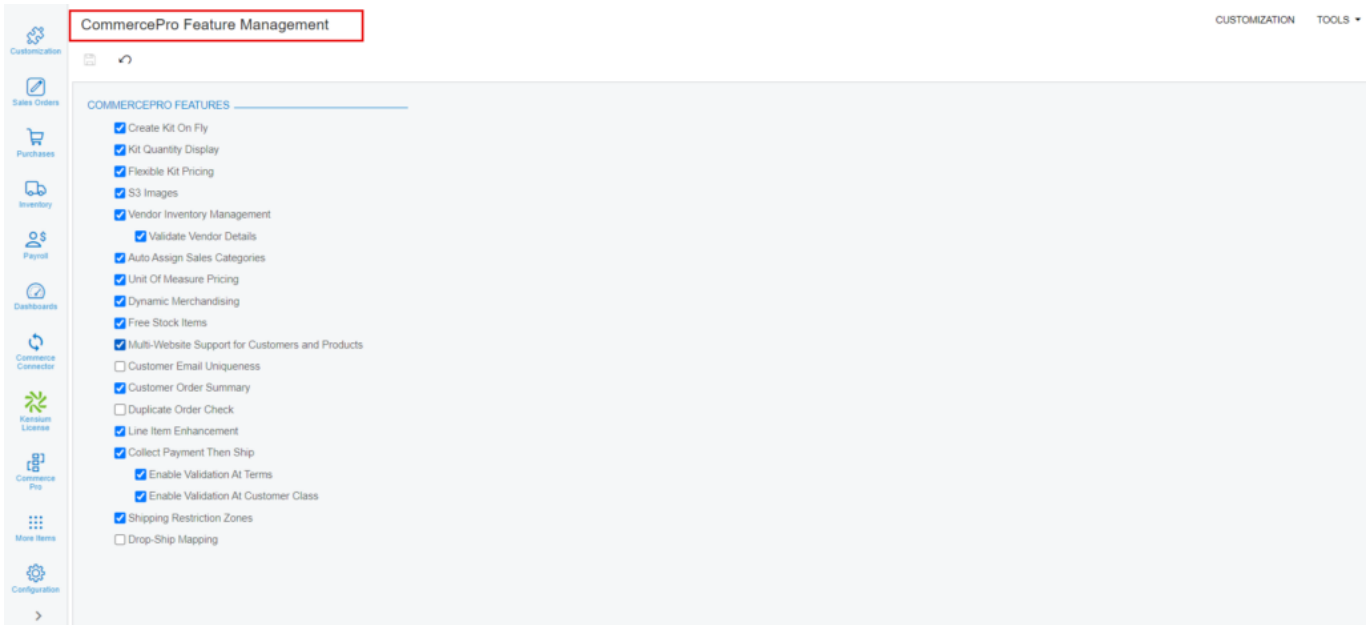 CommercePro Feature Management
CUSTOMIZATION TOOLS
Customization
Sales Orders
Purchases
Inventory
Payroll
Dashboards
Commerce
Connector
Kensium
License
Commerce
Pro
More Items
Configuration
COMMERCEPRO FEATURES
Create Kit On Fly
Kit Quantity Display
Flexible Kit Pricing
S3 Images
Vendor Inventory Management
Validate Vendor Details
Auto Assign Sales Categories
Unit Of Measure Pricing
Dynamic Merchandising
Free Stock Items
Multi-Website Support for Customers and Products
Customer Email Uniqueness
Customer Order Summary
Duplicate Order Check
Line Item Enhancement
Collect Payment Then Ship
Enable Validation At Terms
Enable Validation At Customer Class
Shipping Restriction Zones
Drop-Ship Mapping